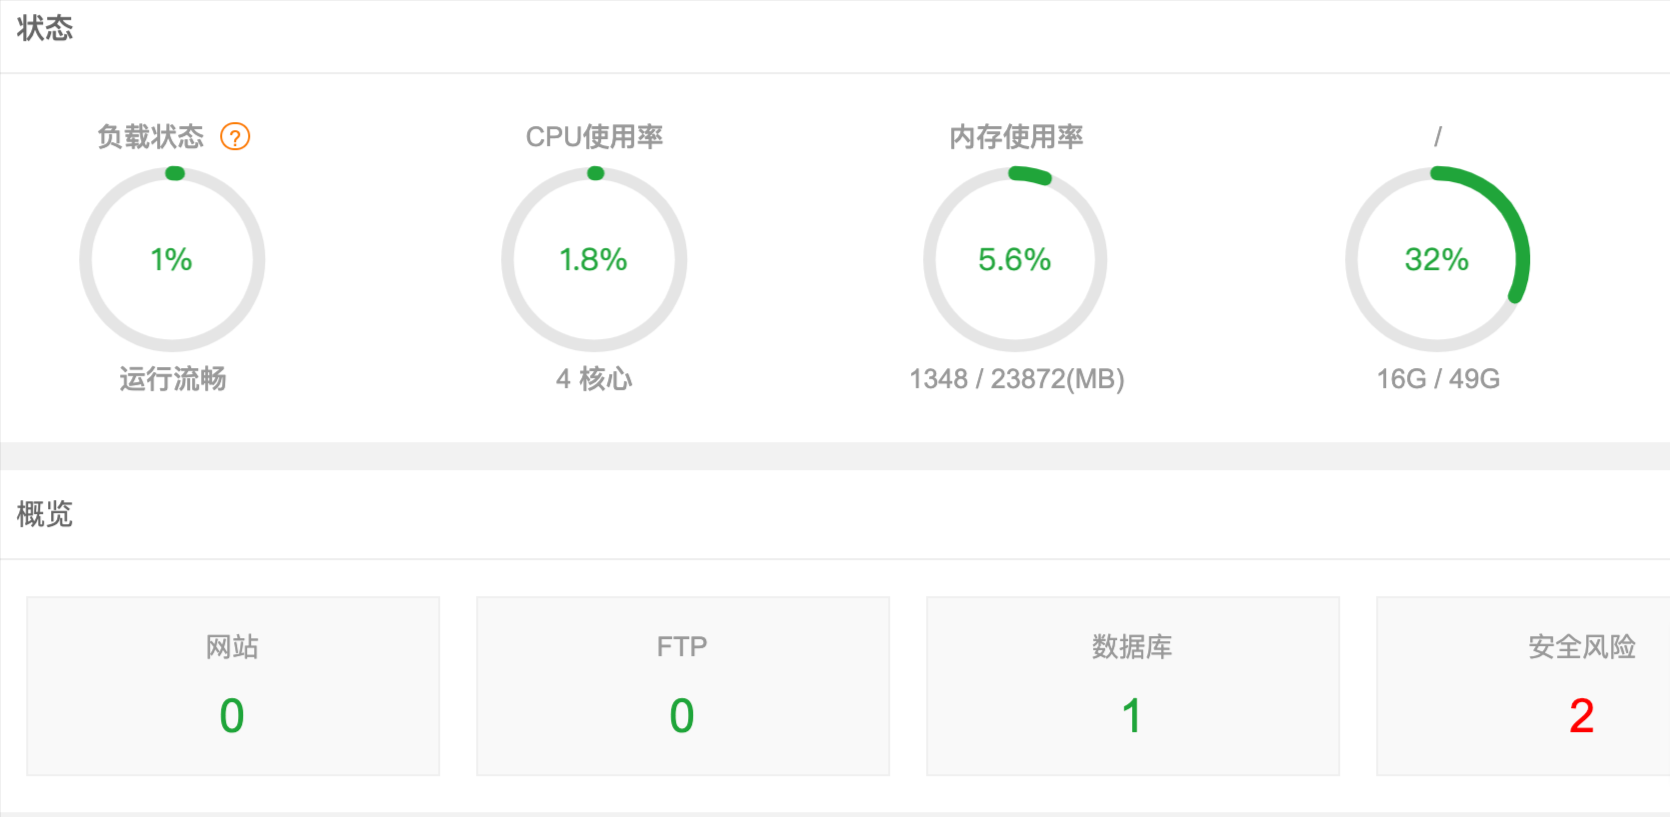 状态
负载状态 ?
CPU使用率
内存使用率
/
1%
1.8%
5.6%
32%
运行流畅
4 核心
1348 / 23872(MB)
16G / 49G
概览
网站
FTP
数据库
安全风险
0
0
1
2